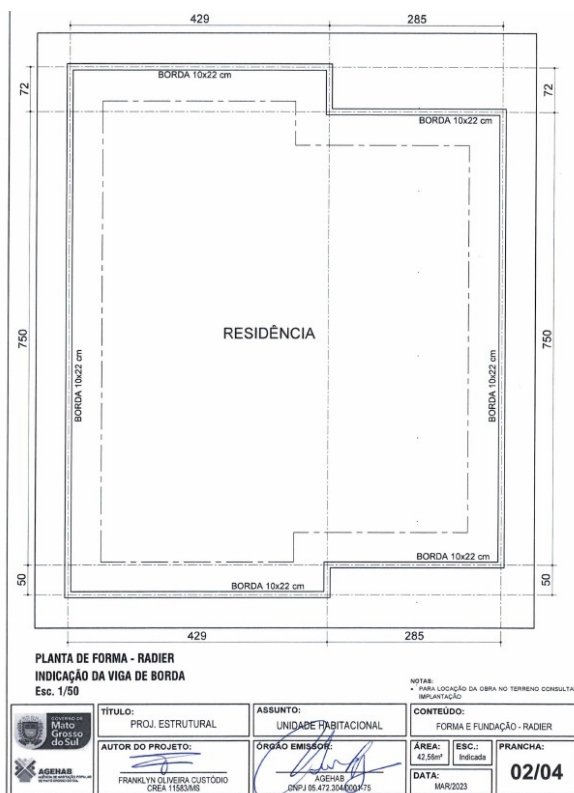 429
285
72
BORDA 10x22 cm
72
BORDA 10x22 cm
750
RESIDÊNCIA
750
BORDA 10x22 cm
BORDA 10x22 cm
BORDA 10x22 cm
50
BORDA 10x22 cm
50
429
285
PLANTA DE FORMA - RADIER
INDICAÇÃO DA VIGA DE BORDA
Esc. 1/50
NOTAS:
• PARA LOCAÇÃO DA OBRA NO TERRENO CONSULTA
IMPLANTAÇÃO
GOVERNO DE
Mato
Grosso
do Sul
TÍTULO:
PROJ. ESTRUTURAL
ASSUNTO:
UNIDADE HABITACIONAL
CONTEÚDO:
FORMA E FUNDAÇÃO - RADIER
AGEHAB
AUTOR DO PROJETO:
FRANKLYN OLIVEIRA CUSTÓDIO
CREA 11583/MS
ÓRGÃO EMISSOR:
AGEHAB
CNPJ 05.472.304/0001-75
ÁREA:
42,56m²
ESC.:
Indicada
DATA:
MAR/2023
PRANCHA:
02/04